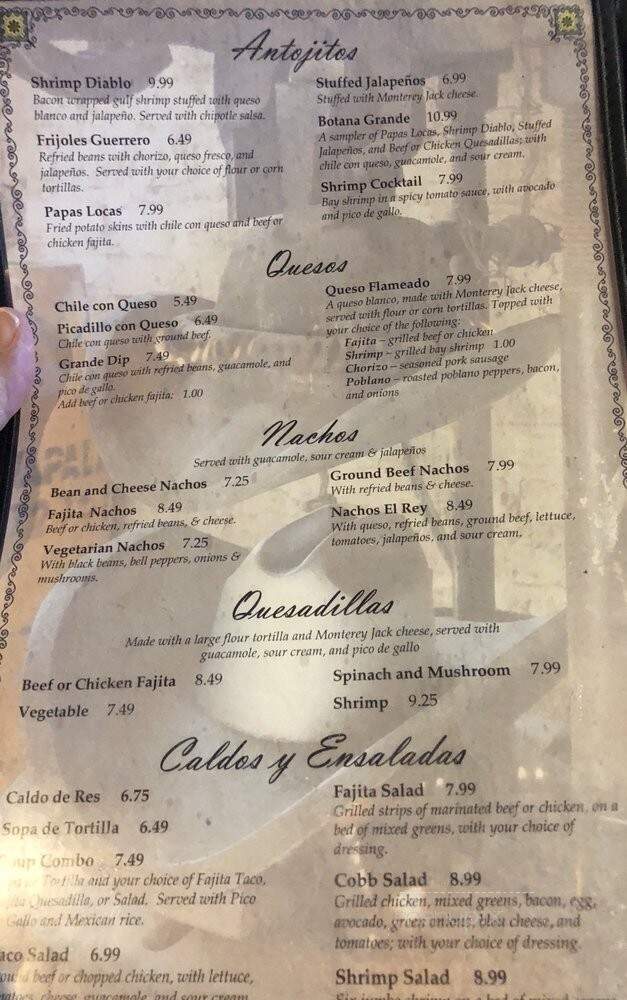 Antojitos
Shrimp Diablo 9.99
Bacon wrapped gulf shrimp stuffed with queso
blanco and jalapeño. Served with chipotle salsa.
Frijoles Guerrero 6.49
Refried beans with chorizo, queso fresco, and
jalapeños. Served with your choice of flour or corn
tortillas.
Papas Locas 7.99
Fried potato skins with chile con queso and beef or
chicken fajita.
Stuffed Jalapeños 6.99
Stuffed with Monterey Jack cheese.
Botana Grande 10.99
A sampler of Papas Locas, Shrimp Diablo, Stuffed
Jalapeños, and Beef or Chicken Quesadillas; with
chile con queso, guacamole, and sour cream.
Shrimp Cocktail 7.99
Bay shrimp in a spicy tomato sauce, with avocado
and pico de gallo.
Quesos
Chile con Queso 5.49
Picadillo con Queso 6.49
Chile con queso with ground beef.
Grande Dip 7.49
Chile con queso with refried beans, guacamole, and
pico de gallo.
Add beef or chicken fajita: 1.00
Queso Flameado 7.99
A queso blanco, made with Monterey Jack cheese,
served with flour or corn tortillas. Topped with
your choice of the following:
Fajita – grilled beef or chicken
Shrimp – grilled bay shrimp 1.00
Chorizo – seasoned pork sausage
Poblano – roasted poblano peppers, bacon,
and onions
Nachos
Served with guacamole, sour cream & jalapeños
Bean and Cheese Nachos 7.25
Fajita Nachos 8.49
Beef or chicken, refried beans, & cheese.
Vegetarian Nachos 7.25
With black beans, bell peppers, onions &
mushrooms.
Ground Beef Nachos 7.99
With refried beans & cheese.
Nachos El Rey 8.49
With queso, refried beans, ground beef, lettuce,
tomatoes, jalapeños, and sour cream.
Quesadillas
Made with a large flour tortilla and Monterey Jack cheese, served with
guacamole, sour cream, and pico de gallo
Beef or Chicken Fajita 8.49
Vegetable 7.49
Spinach and Mushroom 7.99
Shrimp 9.25
Caldos y Ensaladas
Caldo de Res 6.75
Sopa de Tortilla 6.49
Combo 7.49
Tortilla and your choice of Fajita Taco,
Quesadilla, or Salad. Served with Pico
Gallo and Mexican rice.
aco Salad 6.99
beef or chopped chicken, with lettuce,
cheese, guacamole, and sour cream
Fajita Salad 7.99
Grilled strips of marinated beef or chicken, on a
bed of mixed greens, with your choice of
dressing.
Cobb Salad 8.99
Grilled chicken, mixed greens, bacon, egg,
avocado, green onions, bleu cheese, and
tomatoes; with your choice of dressing.
Shrimp Salad 8.99